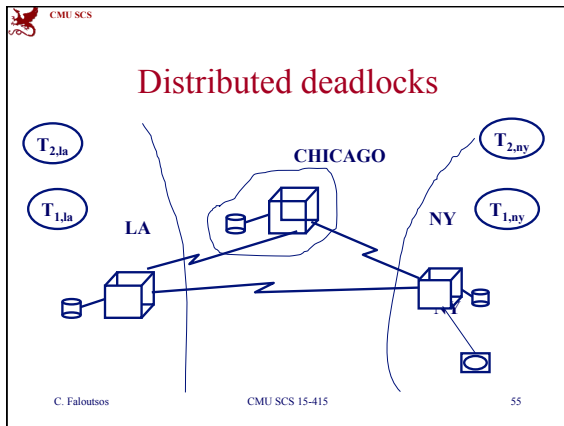 CMU SCS
Distributed deadlocks
T2,la
T2,ny
CHICAGO
T1,la
T1,ny
LA
NY
NY
C. Faloutsos
CMU SCS 15-415
55